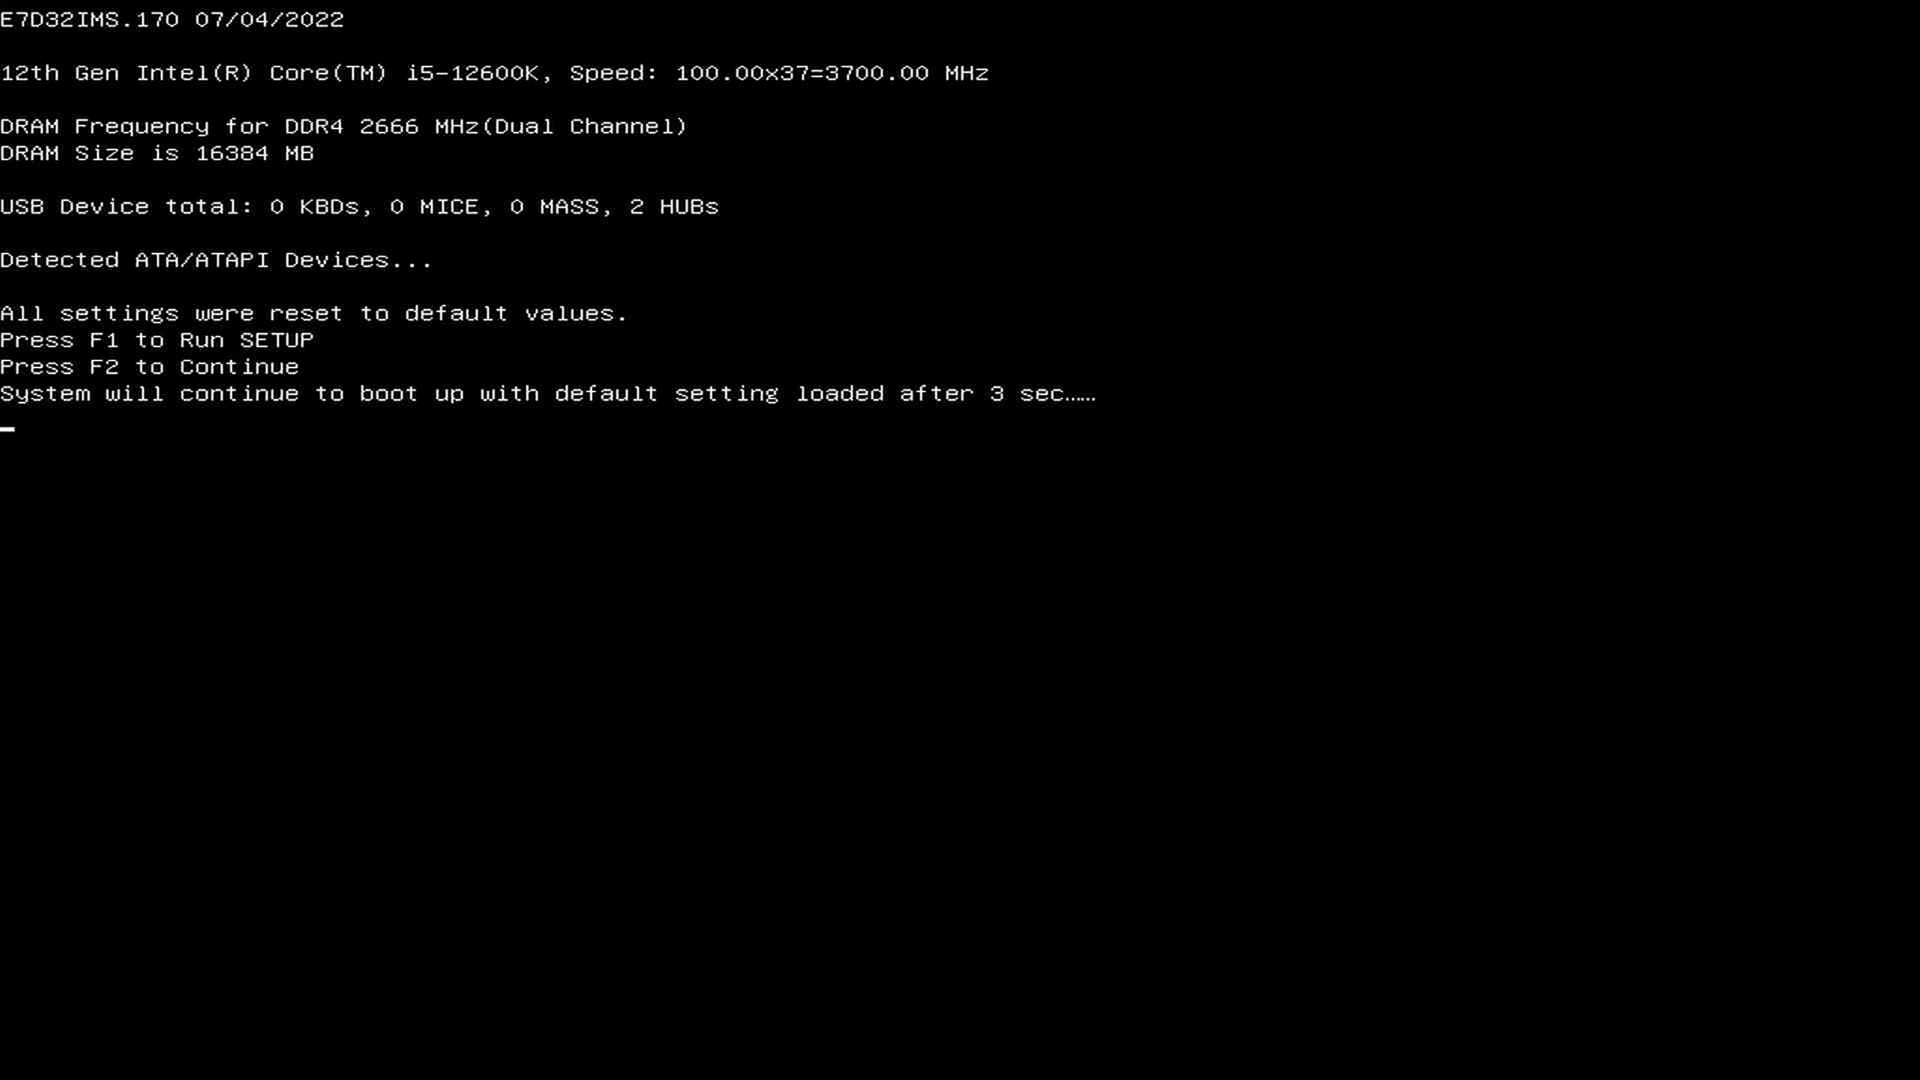 E7D32IMS.170 07/04/2022
12th Gen Intel(R) Core(TM) i5-12600K, Speed: 100.00x37=3700.00 MHz
DRAM Frequency for DDR4 2666 MHz(Dual Channel)
DRAM Size is 16384 MB
USB Device total: 0 KBDs, 0 MICE, 0 MASS, 2 HUBs
Detected ATA/ATAPI Devices...
All settings were reset to default values.
Press F1 to Run SETUP
Press F2 to Continue
System will continue to boot up with default setting loaded after 3 sec……